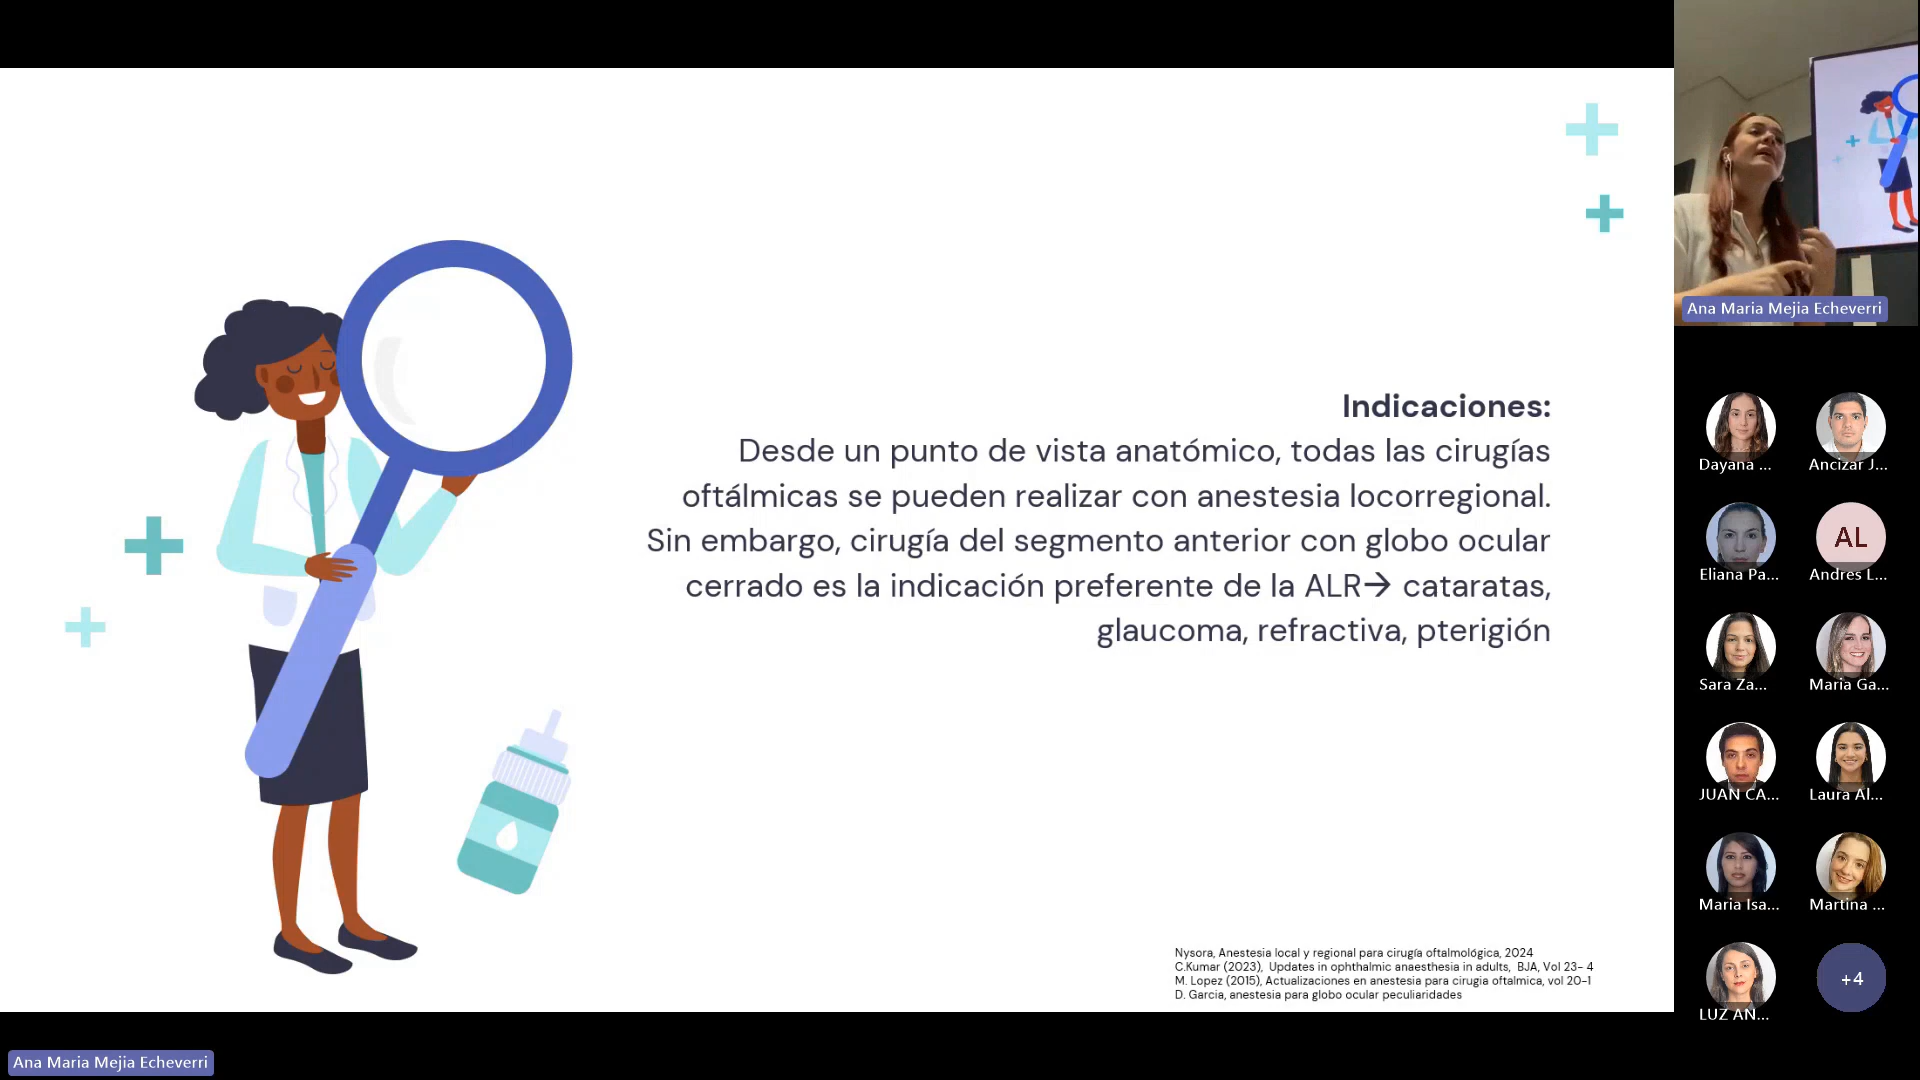 Indicaciones:
Desde un punto de vista anatómico, todas las cirugías
oftálmicas se pueden realizar con anestesia locorregional.
Sin embargo, cirugía del segmento anterior con globo ocular
cerrado es la indicación preferente de la ALR→ cataratas,
glaucoma, refractiva, pterigión
Nysora, Anestesia local y regional para cirugía oftalmológica, 2024
C.Kumar (2023), Updates in ophthalmic anaesthesia in adults, BJA, Vol 23- 4
M. Lopez (2015), Actualizaciones en anestesia para cirugia oftalmica, vol 20-1
D. Garcia, anestesia para globo ocular peculiaridades
Ana Maria Mejia Echeverri
Ana Maria Mejia Echeverri
Dayana ...
Ancizar J...
AL
Eliana Pa...
Andres L...
Sara Za...
Maria Ga...
JUAN CA...
Laura Al...
Maria Isa...
Martina ...
+4
LUZ AN...